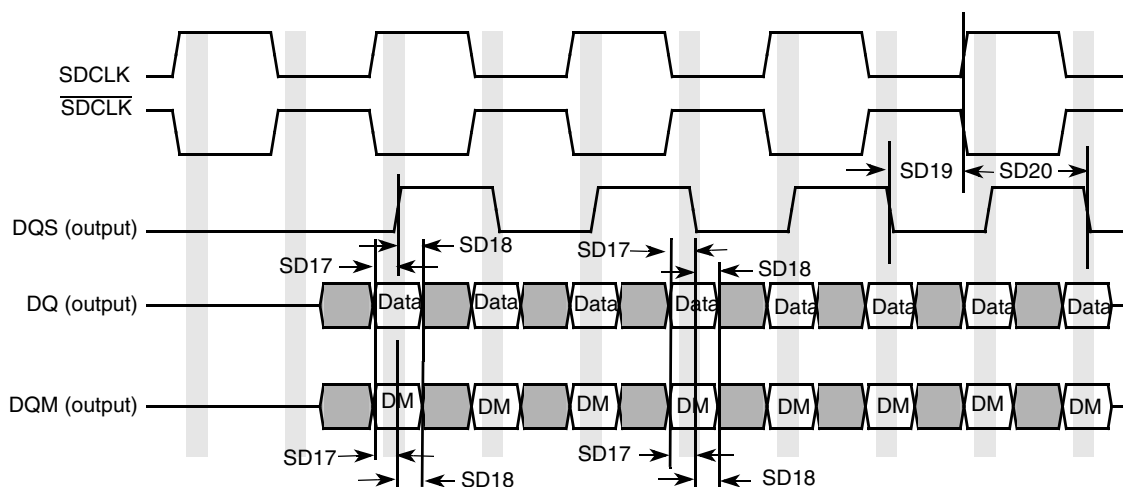 SDCLK
SDCLK
SD19 SD20
DQS (output)
SD18 SD17
SD17 SD18
DQ (output) Data Data Data Data Data Data Data Data
DQM (output) DM DM DM DM DM DM DM DM
SD17 SD17
SD18 SD18